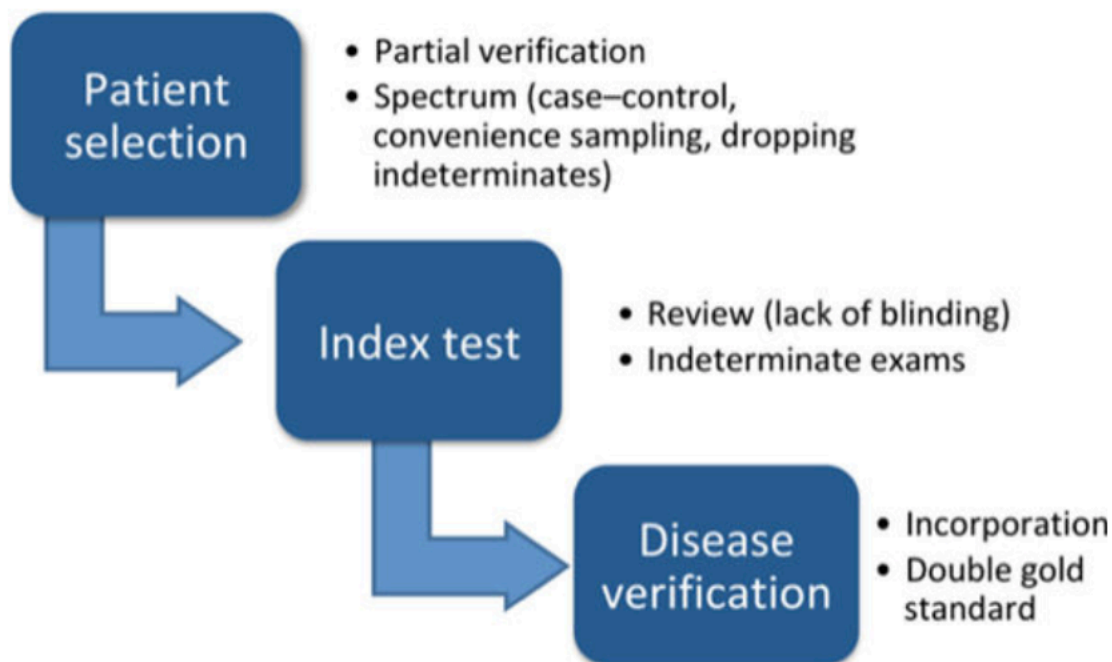 Patient
selection
• Partial verification
• Spectrum (case–control,
convenience sampling, dropping
indeterminates)
Index test
• Review (lack of blinding)
• Indeterminate exams
Disease
verification
• Incorporation
• Double gold
standard